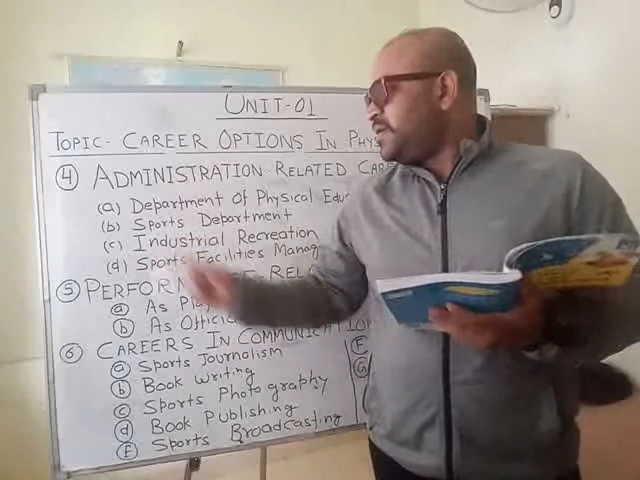 UNIT-01
TOPIC- CAREER OPTIONS IN PHYS
④ ADMINISTRATION RELATED CAR
(a) Department Of Physical Edu
(b) Sports Department
(c) Industrial Recreation
(d) Sports Facilities Manag
⑤ PERFORM
ⓐ As Pla
ⓑ As Offici
⑥ CAREERS IN COMMUNICATION
ⓐ Sports Journalism
ⓑ Book Writing
ⓒ Sports Photography
ⓓ Book Publishing
Ⓔ Sports Broadcasting
Ⓕ
Ⓖ